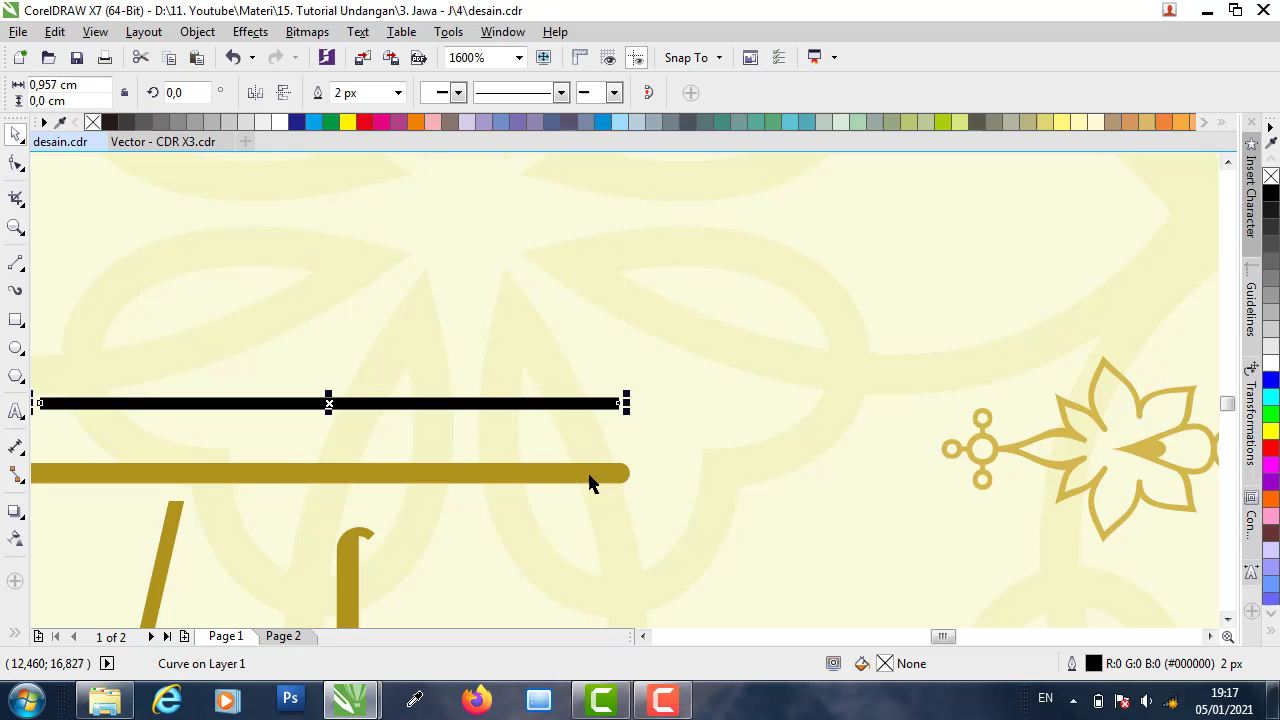 CorelDRAW X7 (64-Bit) - D:\11. Youtube\Materi\15. Tutorial Undangan\3. Jawa - J\4\desain.cdr
File Edit View Layout Object Effects Bitmaps Text Table Tools Window Help
1600% Snap To
0,957 cm
0,0 cm
0,0 ° 2 px
desain.cdr Vector - CDR X3.cdr
Insert Character
Guidelines
Transformations
Con...
1 of 2 Page 1 Page 2
(12,460; 16,827) Curve on Layer1 None R:0 G:0 B:0 (#000000) 2 px
Ps EN 19:17
05/01/2021